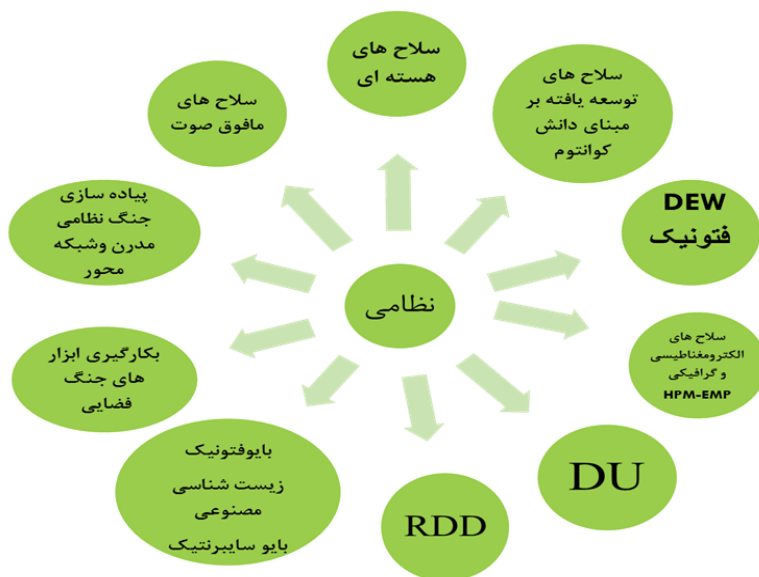 سلاح های
هسته ای
سلاح های
توسعه یافته بر
مبنای دانش
کوانتوم
DEW
فتونیک
سلاح های
الکترومغناطیسی
و گرافیکی
HPM-EMP
DU
RDD
بایوفتونیک
زیست شناسی
مصنوعی
بایو سایبرنتیک
بکارگیری ابزار
های جنگ
فضایی
پیاده سازی
جنگ نظامی
مدرن وشبکه
محور
سلاح های
مافوق صوت
نظامی